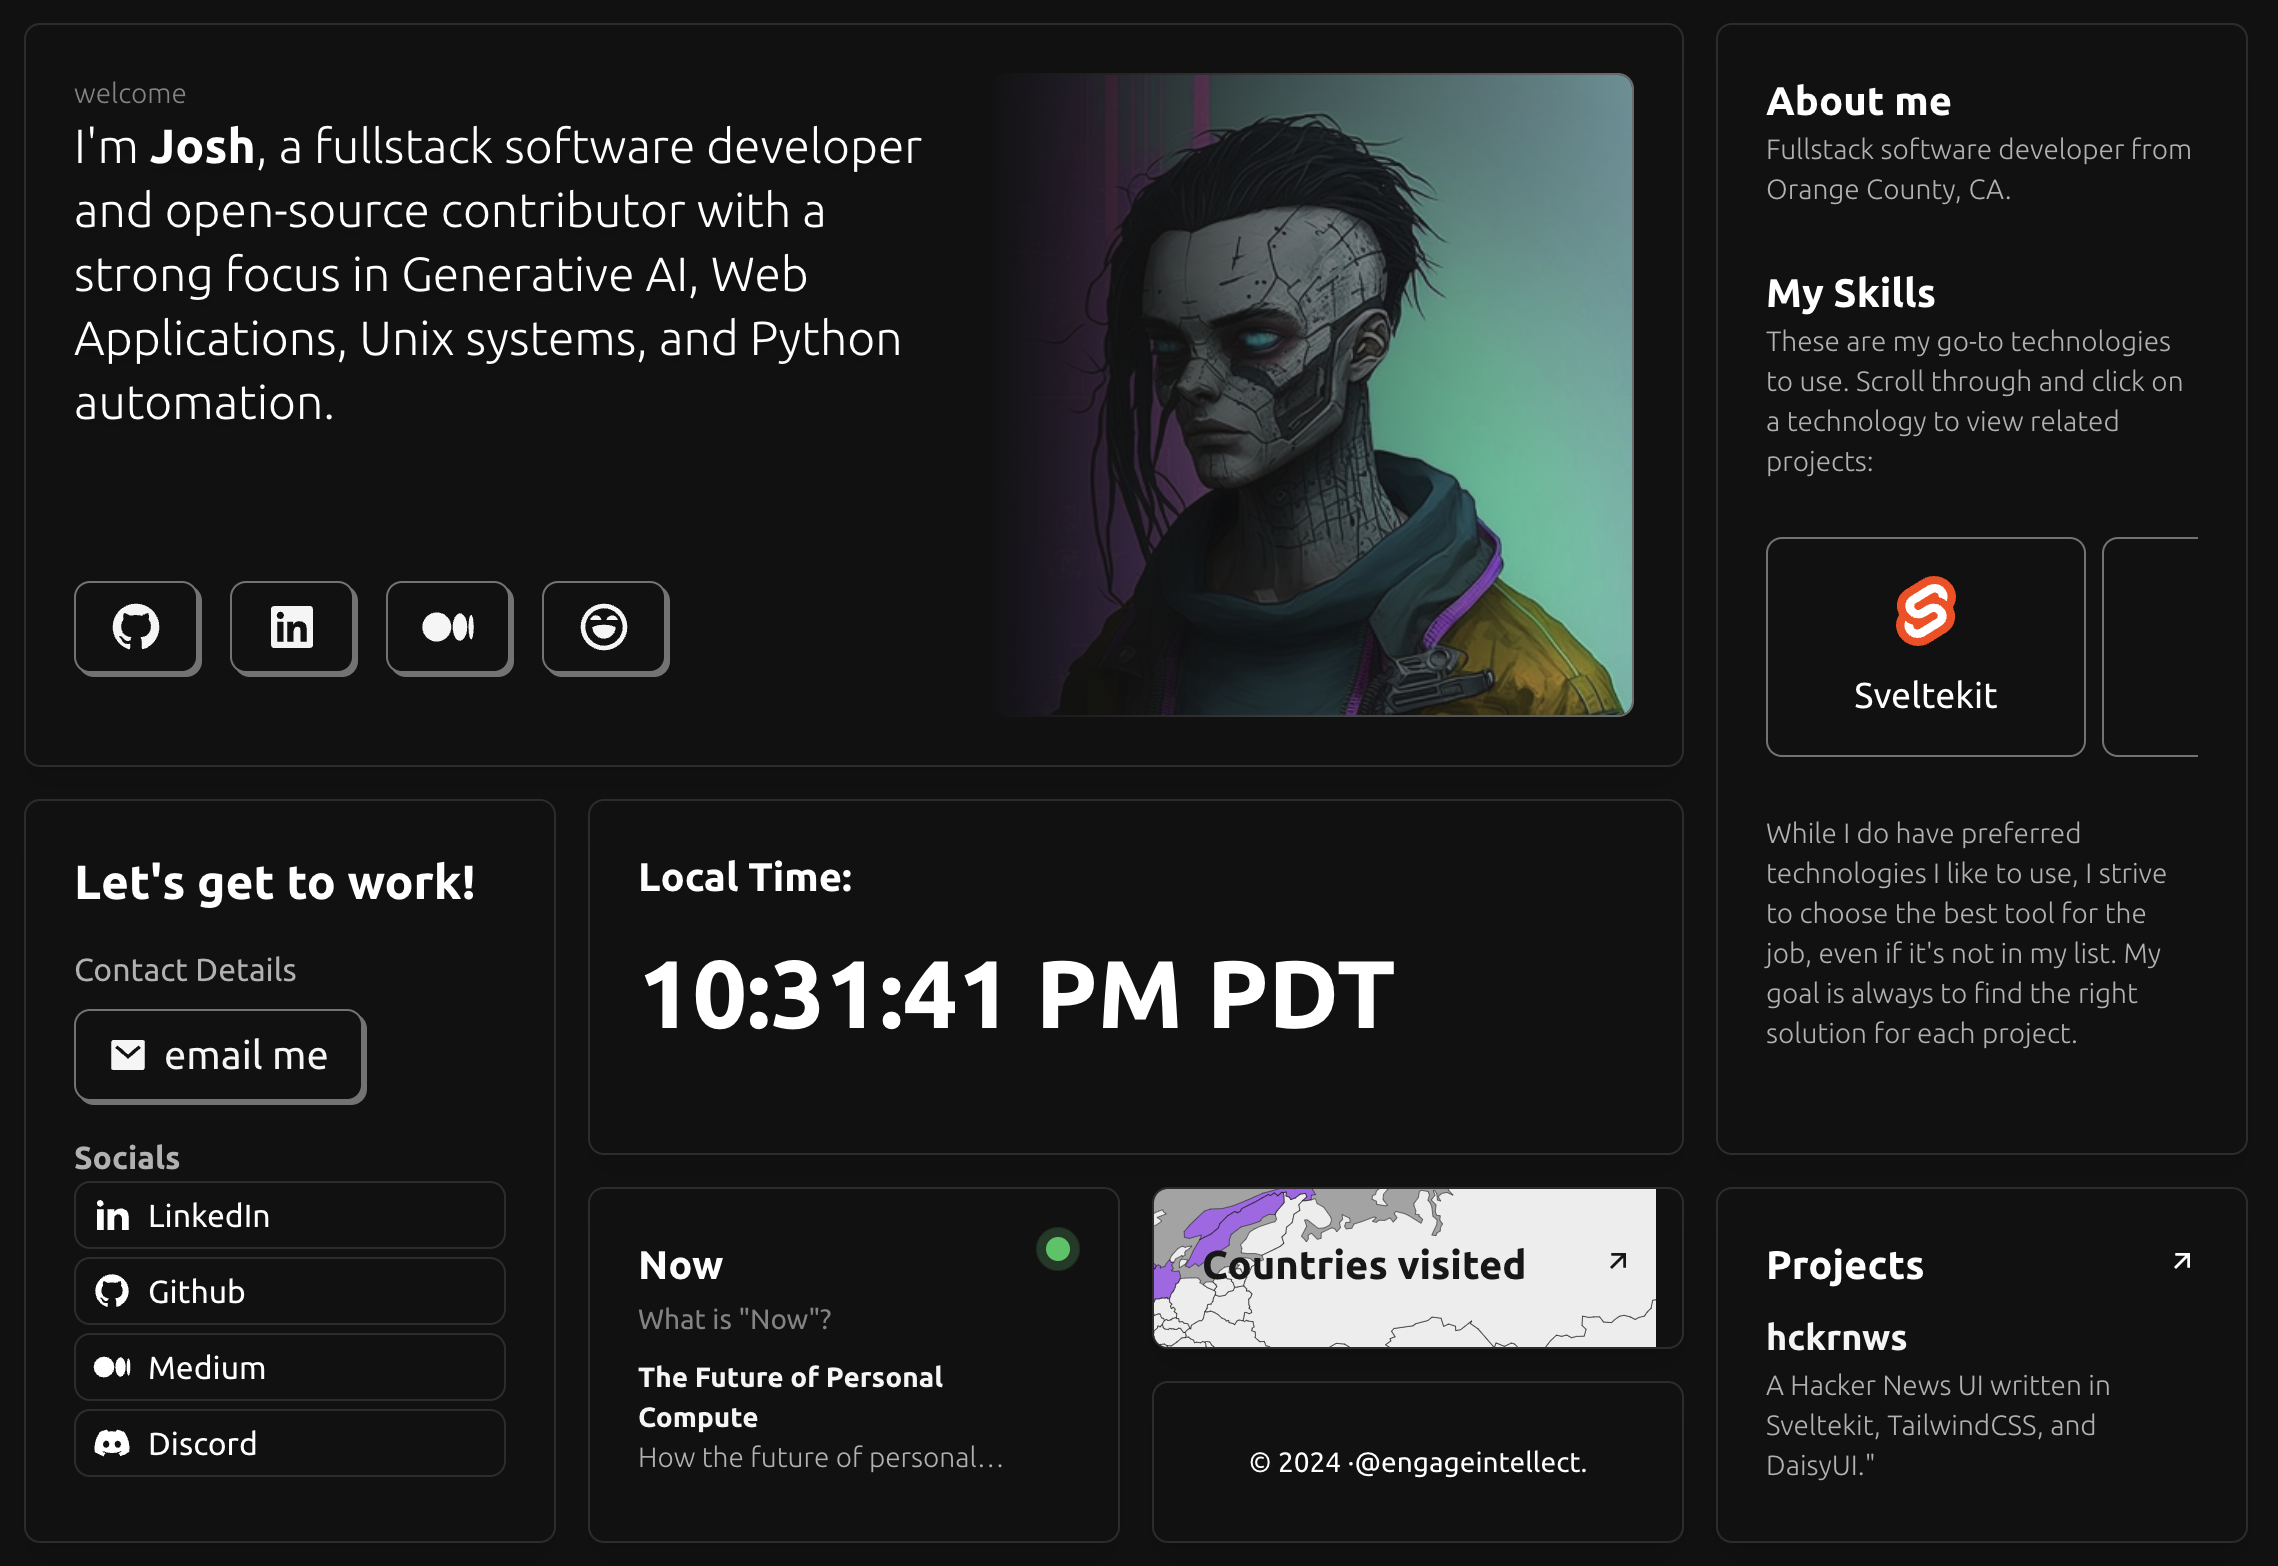 welcome
I'm Josh, a fullstack software developer
and open-source contributor with a
strong focus in Generative AI, Web
Applications, Unix systems, and Python
automation.
About me
Fullstack software developer from
Orange County, CA.
My Skills
These are my go-to technologies
to use. Scroll through and click on
a technology to view related
projects:
Sveltekit
While I do have preferred
technologies I like to use, I strive
to choose the best tool for the
job, even if it's not in my list. My
goal is always to find the right
solution for each project.
Let's get to work!
Contact Details
email me
Socials
LinkedIn
Github
Medium
Discord
Local Time:
10:31:41 PM PDT
Now
What is "Now"?
The Future of Personal
Compute
How the future of personal...
Countries visited
© 2024 ·@engageintellect.
Projects
hckrnws
A Hacker News UI written in
Sveltekit, TailwindCSS, and
DaisyUI."